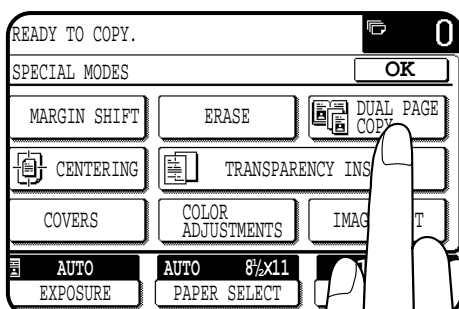 READY TO COPY.
0
SPECIAL MODES
OK
MARGIN SHIFT
ERASE
DUAL PAGE
COPY
CENTERING
TRANSPARENCY INS
COVERS
COLOR
ADJUSTMENTS
IMAG
T
AUTO
AUTO 8½x11
EXPOSURE
PAPER SELECT